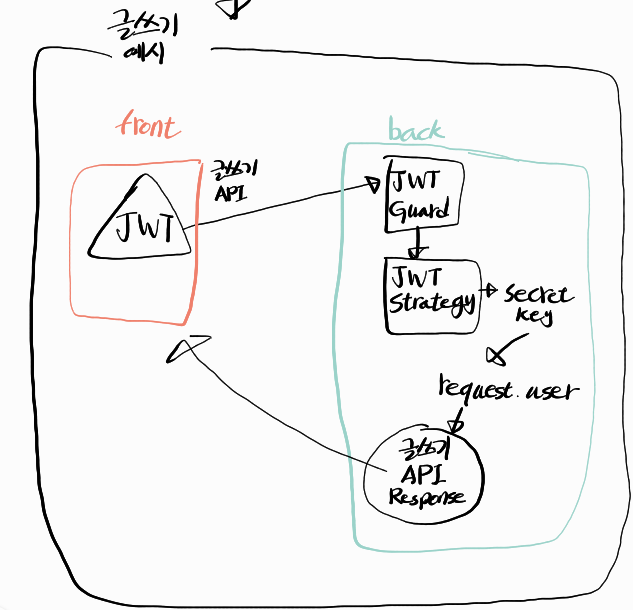 글쓰기
예시
front
back
JWT
글쓰기
API
JWT
Guard
JWT
Strategy
secret
key
request.user
글쓰기
API
Response